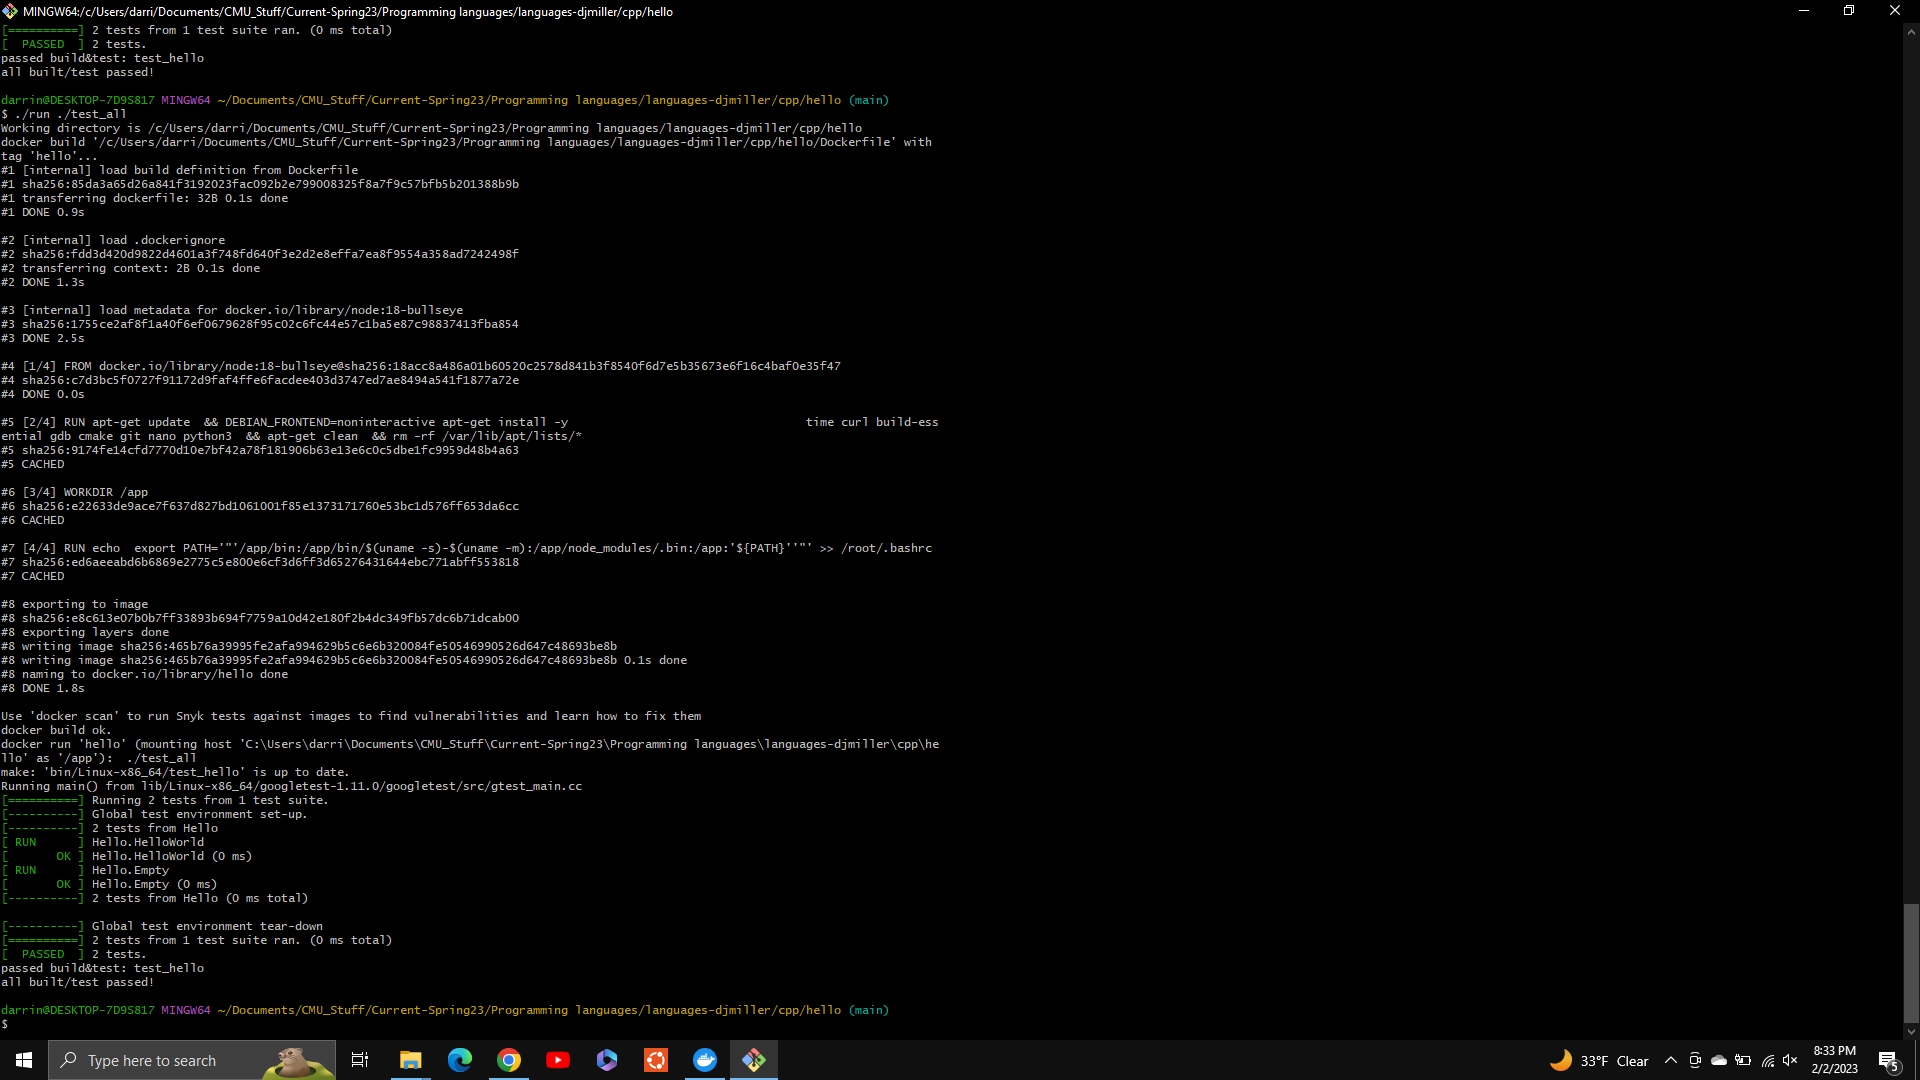 MINGW64:/c/Users/darri/Documents/CMU_Stuff/Current-Spring23/Programming languages/languages-djmiller/cpp/hello
[==========] 2 tests from 1 test suite ran. (0 ms total)
[  PASSED  ] 2 tests.
passed build&test: test_hello
all built/test passed!
darrin@DESKTOP-7D9S817 MINGW64 ~/Documents/CMU_Stuff/Current-Spring23/Programming languages/languages-djmiller/cpp/hello (main)
$ ./run ./test_all
Working directory is /c/Users/darri/Documents/CMU_Stuff/Current-Spring23/Programming languages/languages-djmiller/cpp/hello
docker build '/c/Users/darri/Documents/CMU_Stuff/Current-Spring23/Programming languages/languages-djmiller/cpp/hello/Dockerfile' with
tag 'hello'...
#1 [internal] load build definition from Dockerfile
#1 sha256:85da3a65d26a841f3192023fac092b2e799008325f8a7f9c57bfb5b201388b9b
#1 transferring dockerfile: 32B 0.1s done
#1 DONE 0.9s
#2 [internal] load .dockerignore
#2 sha256:fdd3d420d9822d4601a3f748fd640f3e2d2e8effa7ea8f9554a358ad7242498f
#2 transferring context: 2B 0.1s done
#2 DONE 1.3s
#3 [internal] load metadata for docker.io/library/node:18-bullseye
#3 sha256:1755ce2af8f1a40f6ef0679628f95c02c6fc44e57c1ba5e87c98837413fba854
#3 DONE 2.5s
#4 [1/4] FROM docker.io/library/node:18-bullseye@sha256:18acc8a486a01b60520c2578d841b3f8540f6d7e5b35673e6f16c4baf0e35f47
#4 sha256:c7d3bc5f0727f91172d9faf4ffe6facdee403d3747ed7ae8494a541f1877a72e
#4 DONE 0.0s
#5 [2/4] RUN apt-get update  && DEBIAN_FRONTEND=noninteractive apt-get install -y                                  time curl build-ess
ential gdb cmake git nano python3  && apt-get clean  && rm -rf /var/lib/apt/lists/*
#5 sha256:9174fe14cfd7770d10e7bf42a78f181906b63e13e6c0c5dbe1fc9959d48b4a63
#5 CACHED
#6 [3/4] WORKDIR /app
#6 sha256:e22633de9ace7f637d827bd1061001f85e1373171760e53bc1d576ff653da6cc
#6 CACHED
#7 [4/4] RUN echo  export PATH='"'/app/bin:/app/bin/$(uname -s)-$(uname -m):/app/node_modules/.bin:/app:'${PATH}''"' >> /root/.bashrc
#7 sha256:ed6aeeabd6b6869e2775c5e800e6cf3d6ff3d65276431644ebc771abff553818
#7 CACHED
#8 exporting to image
#8 sha256:e8c613e07b0b7ff33893b694f7759a10d42e180f2b4dc349fb57dc6b71dcab00
#8 exporting layers done
#8 writing image sha256:465b76a39995fe2afa994629b5c6e6b320084fe50546990526d647c48693be8b
#8 writing image sha256:465b76a39995fe2afa994629b5c6e6b320084fe50546990526d647c48693be8b 0.1s done
#8 naming to docker.io/library/hello done
#8 DONE 1.8s
Use 'docker scan' to run Snyk tests against images to find vulnerabilities and learn how to fix them
docker build ok.
docker run 'hello' (mounting host 'C:\Users\darri\Documents\CMU_Stuff\Current-Spring23\Programming languages\languages-djmiller\cpp\he
llo' as '/app'):  ./test_all
make: 'bin/Linux-x86_64/test_hello' is up to date.
Running main() from lib/Linux-x86_64/googletest-1.11.0/googletest/src/gtest_main.cc
[==========] Running 2 tests from 1 test suite.
[----------] Global test environment set-up.
[----------] 2 tests from Hello
[ RUN      ] Hello.HelloWorld
[       OK ] Hello.HelloWorld (0 ms)
[ RUN      ] Hello.Empty
[       OK ] Hello.Empty (0 ms)
[----------] 2 tests from Hello (0 ms total)
[----------] Global test environment tear-down
[==========] 2 tests from 1 test suite ran. (0 ms total)
[  PASSED  ] 2 tests.
passed build&test: test_hello
all built/test passed!
darrin@DESKTOP-7D9S817 MINGW64 ~/Documents/CMU_Stuff/Current-Spring23/Programming languages/languages-djmiller/cpp/hello (main)
$
Type here to search
33°F Clear
8:33 PM
2/2/2023
5